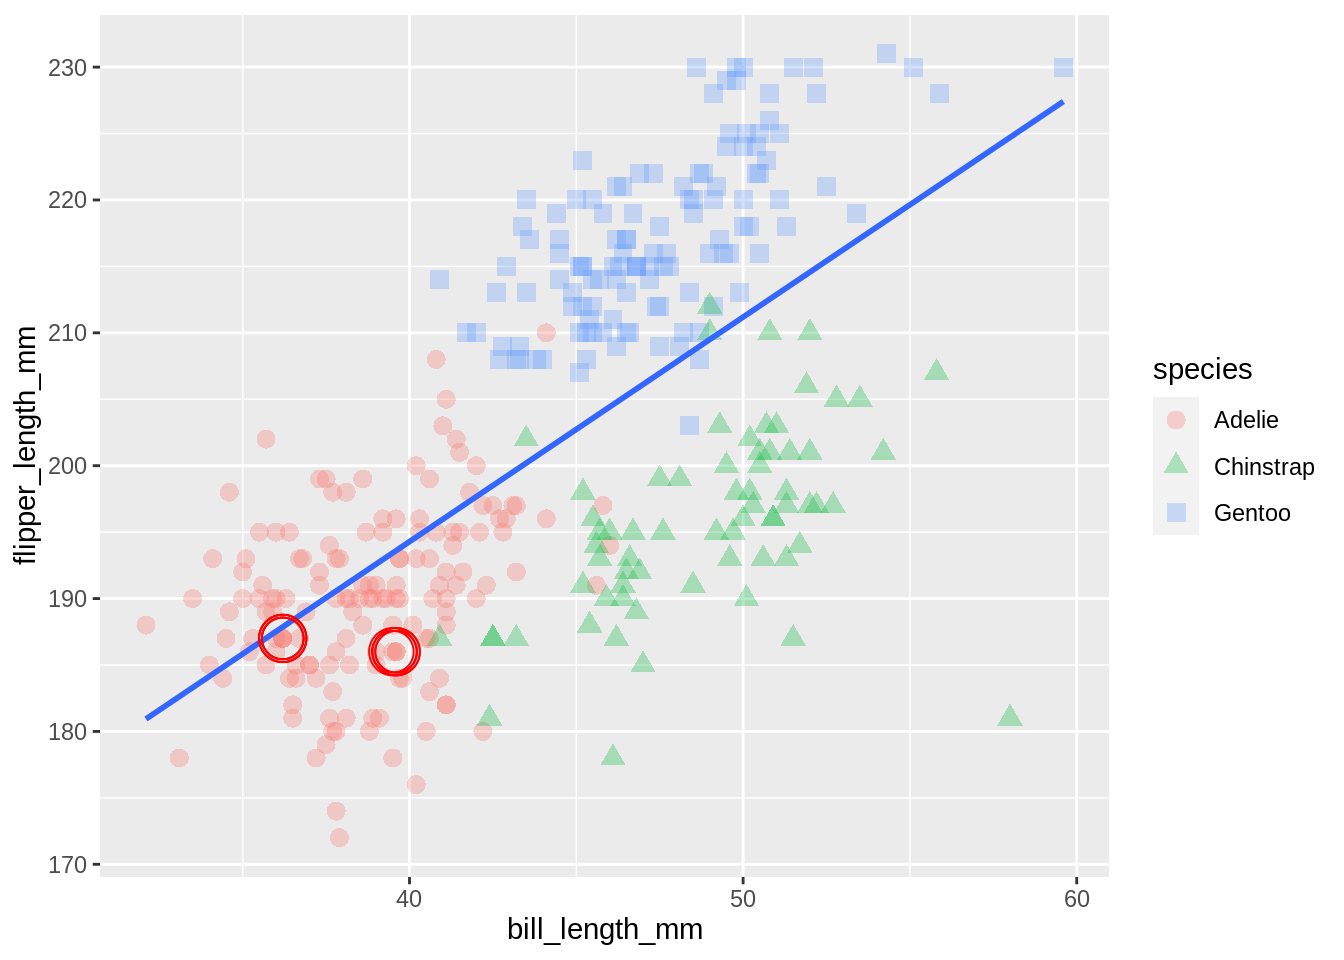 230
220
210
200
190
180
170
flipper_length_mm
40 50 60
bill_length_mm
species
Adelie
Chinstrap
Gentoo